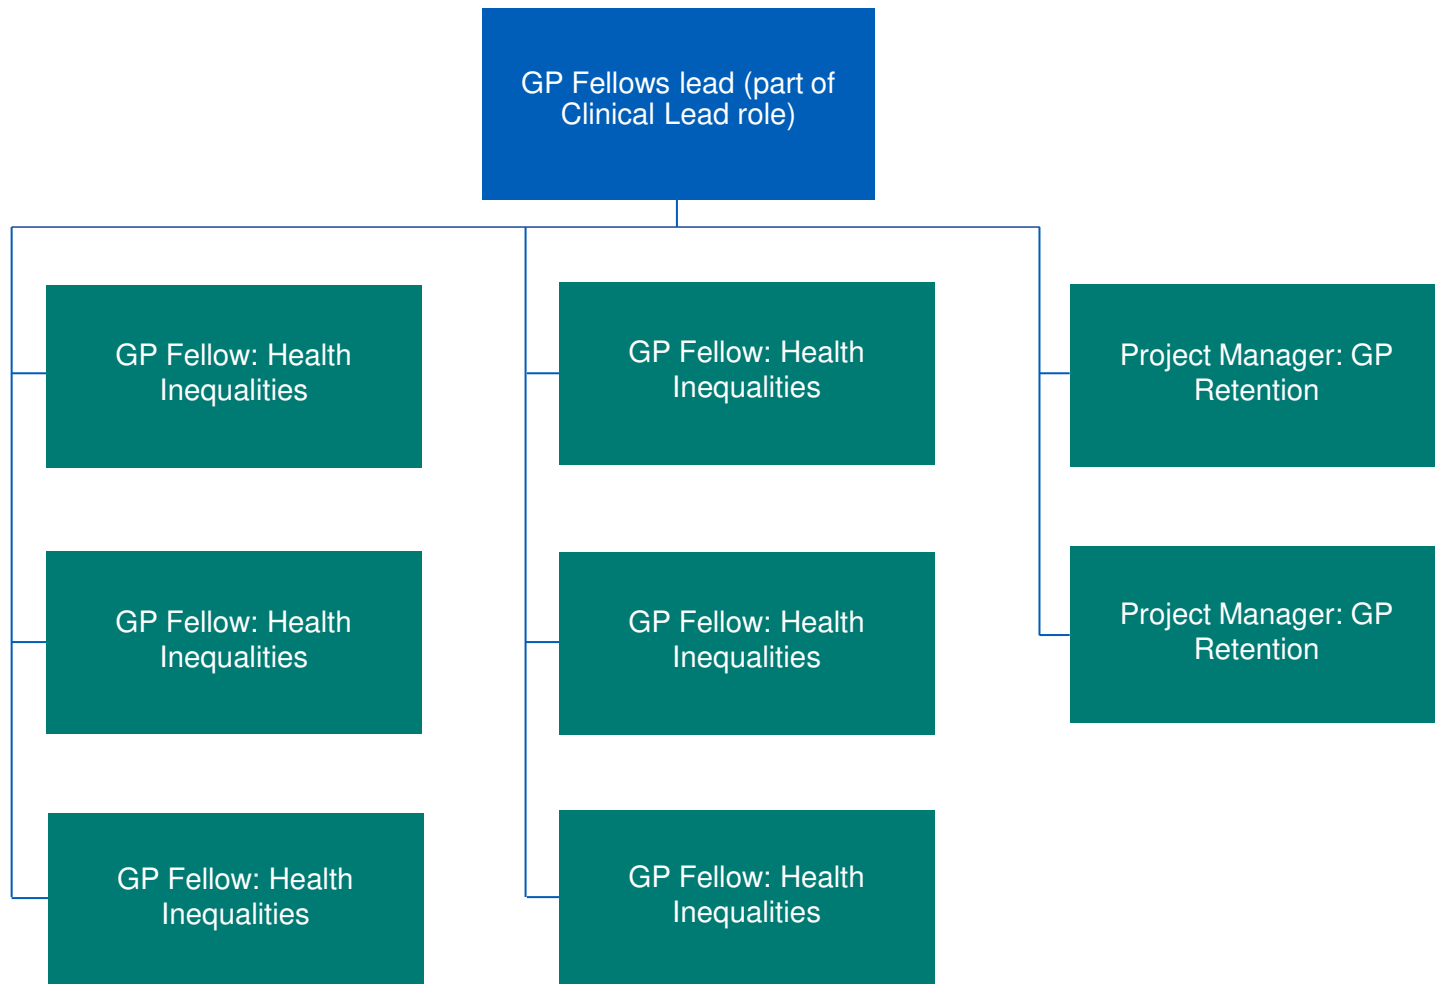 GP Fellows lead (part of
Clinical Lead role)
GP Fellow: Health
Inequalities
GP Fellow: Health
Inequalities
Project Manager: GP
Retention
GP Fellow: Health
Inequalities
GP Fellow: Health
Inequalities
Project Manager: GP
Retention
GP Fellow: Health
Inequalities
GP Fellow: Health
Inequalities